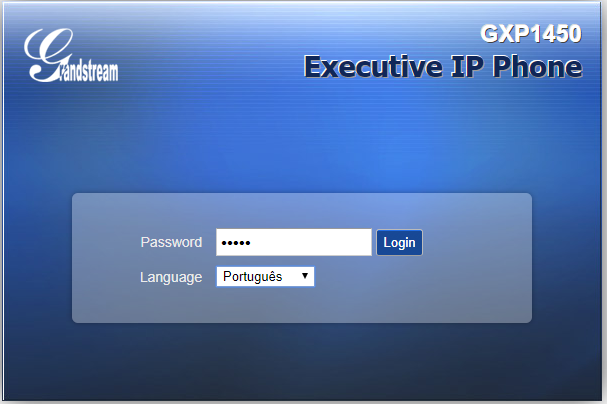 GXP1450
Grandstream
Executive IP Phone
Password ••••• Login
Language Português